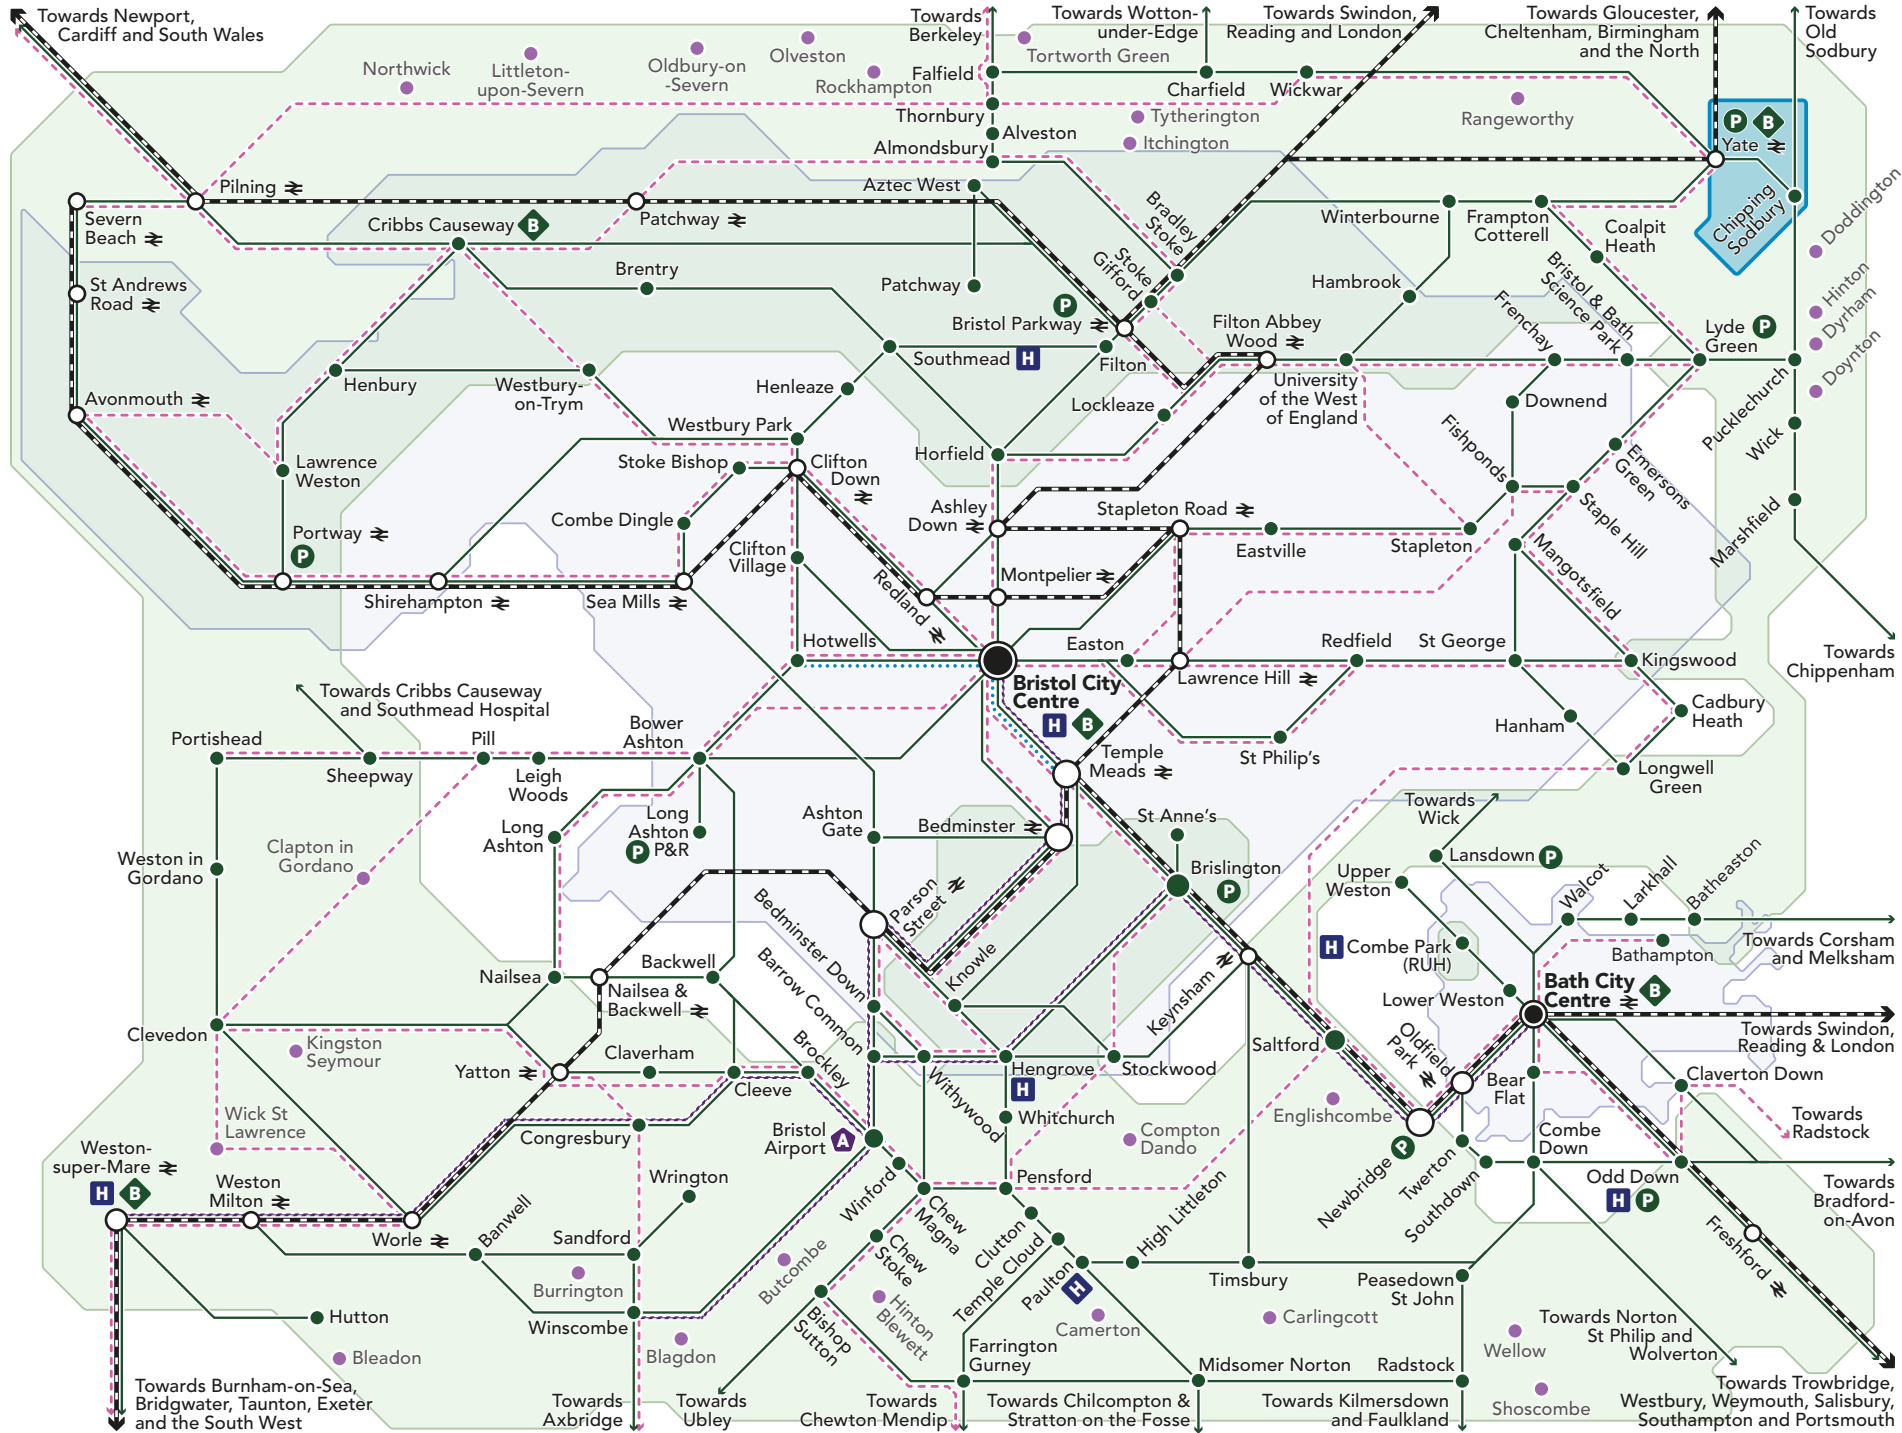 Towards Newport,
Cardiff and South Wales
Towards
Berkeley
Towards Wotton-
under-Edge
Towards Swindon,
Reading and London
Towards Gloucester,
Cheltenham, Birmingham
and the North
Towards
Old
Sodbury
Northwick
Littleton-
upon-Severn
Oldbury-on
-Severn
Olveston
Rockhampton
Tortworth Green
Falfield
Charfield
Wickwar
Thornbury
Alveston
Almondsbury
Tytherington
Itchington
Rangeworthy
P
B
Yate
Chipping
Sodbury
Doddington
Hinton
Dyrham
Doynton
Pilning
Severn
Beach
Cribbs Causeway
B
Patchway
Aztec West
Patchway
Bradley
Stoke
Stoke
Gifford
Winterbourne
Frampton
Cotterell
Coalpit
Heath
St Andrews
Road
Brentry
P
Bristol Parkway
Hambrook
Bristol & Bath
Science Park
Frenchay
Lyde
Green
P
Filton Abbey
Wood
Southmead
H
Filton
Henbury
Westbury-
on-Trym
Henleaze
Lockleaze
University
of the West
of England
Downend
Pucklechurch
Wick
Avonmouth
Westbury Park
Horfield
Fishponds
Emersons
Green
Lawrence
Weston
Stoke Bishop
Clifton
Down
Staple Hill
Marshfield
Portway
P
Combe Dingle
Clifton
Village
Ashley
Down
Stapleton Road
Eastville
Stapleton
Mangotsfield
Shirehampton
Sea Mills
Redland
Montpelier
Hotwells
Easton
Redfield
St George
Kingswood
Towards
Chippenham
Bristol City
Centre
H
B
Lawrence Hill
Cadbury
Heath
Towards Cribbs Causeway
and Southmead Hospital
Hanham
Portishead
Sheepway
Pill
Leigh
Woods
Bower
Ashton
Temple
Meads
St Philip's
Longwell
Green
Long
Ashton
Long
Ashton
P
P&R
Ashton
Gate
Bedminster
St Anne's
Towards
Wick
Weston in
Gordano
Clapton in
Gordano
Brislington
P
Lansdown
P
Upper
Weston
Walcot
Larkhall
Batheaston
Parson
Street
Bedminster Down
Barrow Common
Knowle
H
Combe Park
(RUH)
Bathampton
Towards Corsham
and Melksham
Nailsea
Nailsea &
Backwell
Backwell
Keynsham
Lower Weston
Bath City
Centre
B
Clevedon
Kingston
Seymour
Towards Swindon,
Reading & London
Yatton
Claverham
Cleeve
Brockley
Withywood
Hengrove
H
Stockwood
Saltford
Oldfield
Park
Bear
Flat
Claverton Down
Wick St
Lawrence
Congresbury
Bristol
Airport
A
Whitchurch
Compton
Dando
Englishcombe
Combe
Down
Towards
Radstock
Weston-
super-Mare
H
B
Weston
Milton
Wrington
Winford
Pensford
Newbridge
P
Twerton
Southdown
Odd Down
H
P
Towards
Bradford-
on-Avon
Worle
Banwell
Sandford
Chew
Magna
Clutton
High Littleton
Freshford
Burrington
Butcombe
Chew
Stoke
Temple Cloud
Paulton
H
Timsbury
Peasedown
St John
Hutton
Winscombe
Hinton
Blewett
Camerton
Carlingcott
Towards Norton
St Philip and
Wolverton
Wellow
Bleadon
Blagdon
Bishop
Sutton
Farrington
Gurney
Midsomer Norton
Radstock
Shoscombe
Towards Burnham-on-Sea,
Bridgwater, Taunton, Exeter
and the South West
Towards
Axbridge
Towards
Ubley
Towards
Chewton Mendip
Towards Chilcompton &
Stratton on the Fosse
Towards Kilmersdown
and Faulkland
Towards Trowbridge,
Westbury, Weymouth, Salisbury,
Southampton and Portsmouth